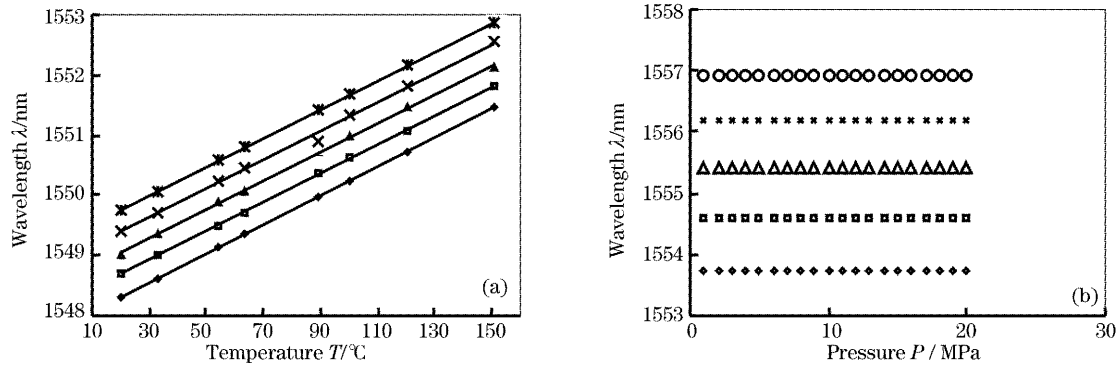 1553
1552
1551
1550
1549
1548
Wavelength λ/nm
10 30 50 70 90 110 130 150
Temperature T/℃
(a)
1558
1557
1556
1555
1554
1553
Wavelength λ/nm
0 10 20 30
Pressure P / MPa
(b)